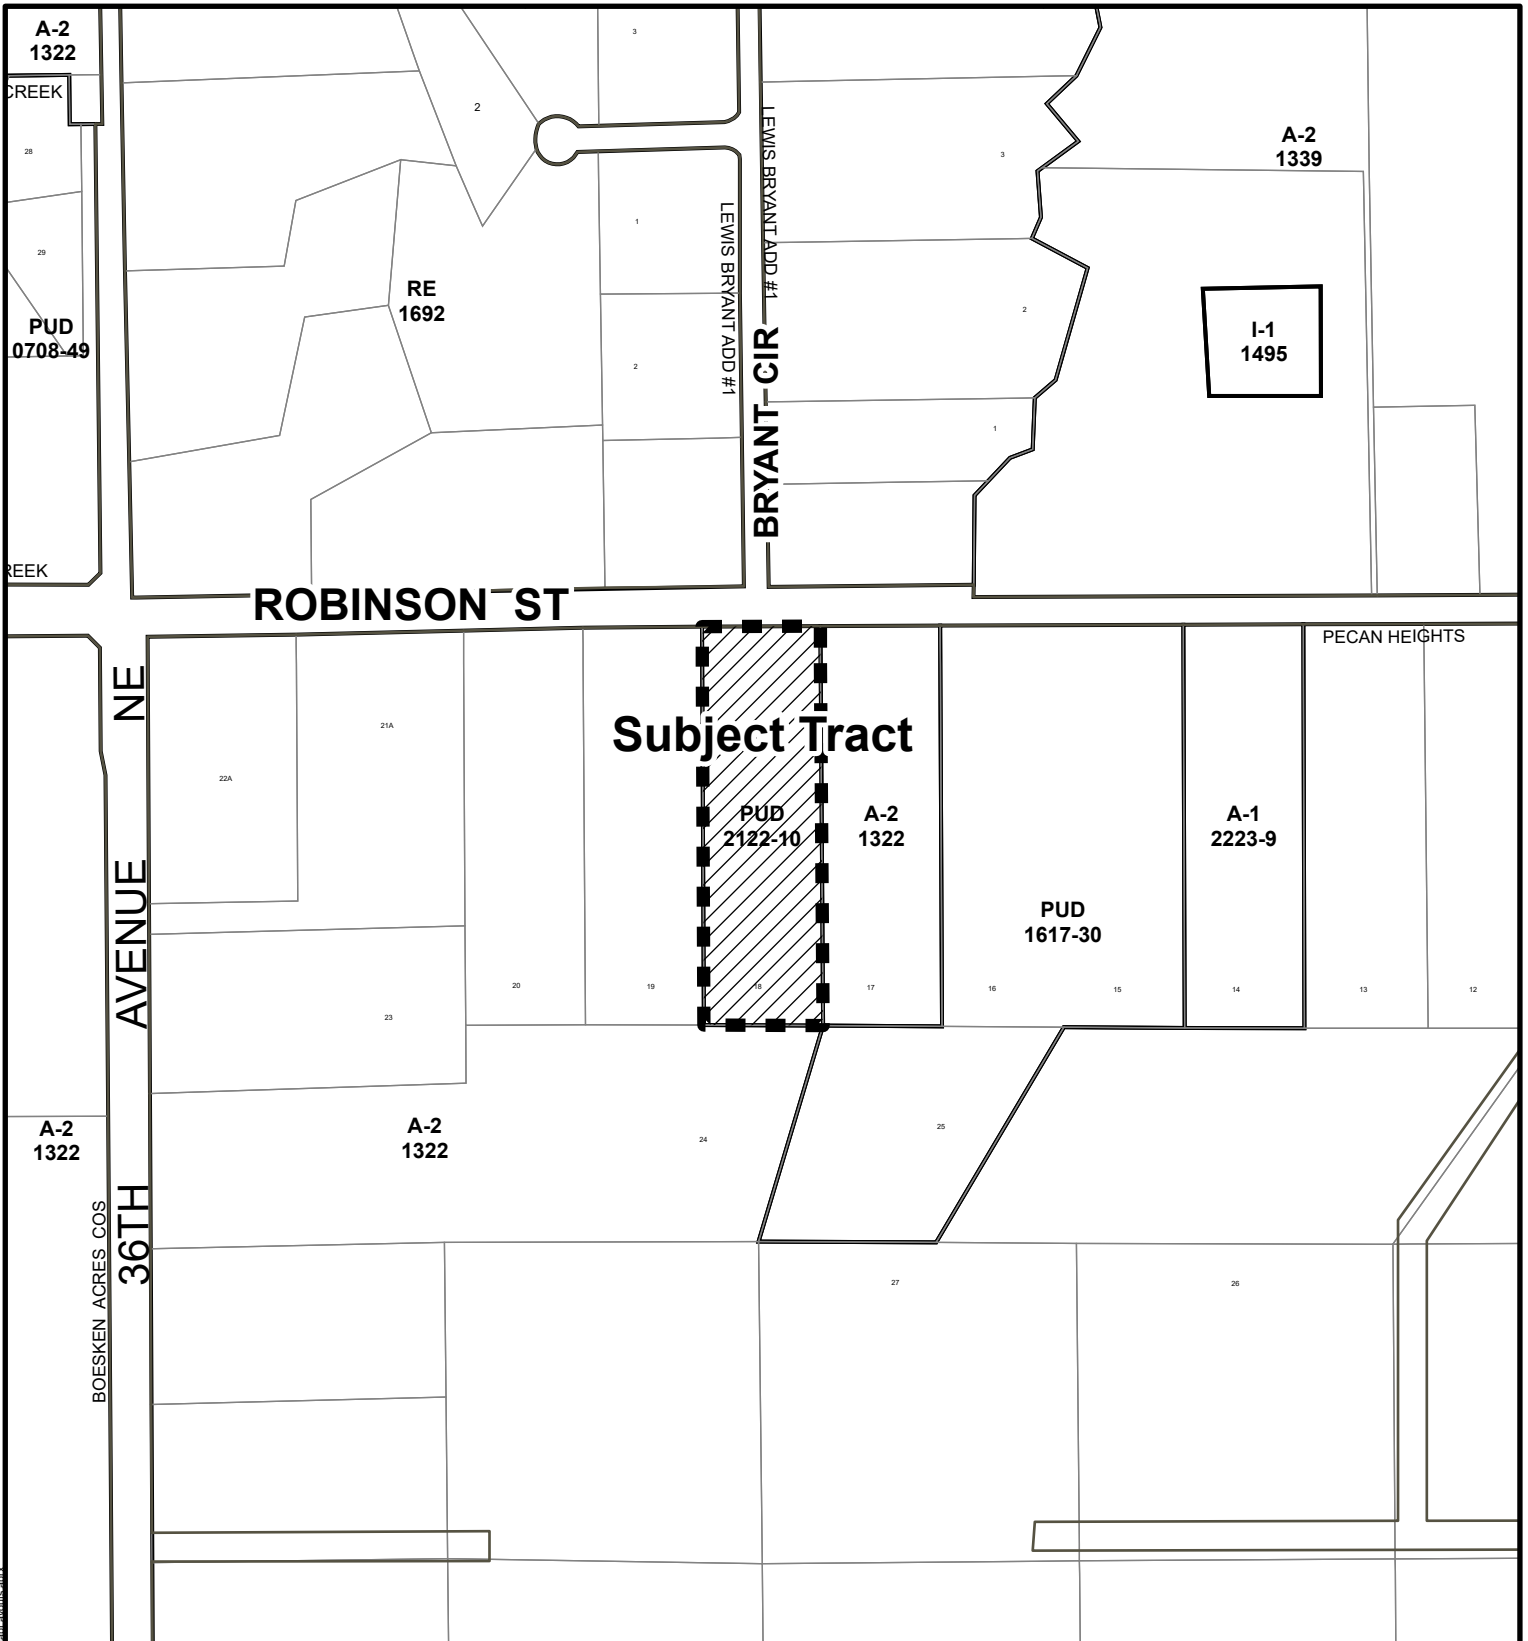 A-2
1322
CREEK
28
29
PUD
0708-49
REEK
3
2
1
2
RE
1692
LEWIS BRYANT ADD #1
LEWIS BRYANT ADD #1
BRYANT CIR
3
2
1
A-2
1339
I-1
1495
ROBINSON ST
PECAN HEIGHTS
36TH AVENUE NE
22A
21A
Subject Tract
PUD
2122-10
A-2
1322
A-1
2223-9
PUD
1617-30
20
19
18
17
16
15
14
13
12
23
A-2
1322
A-2
1322
24
25
BOESKEN ACRES COS
27
26